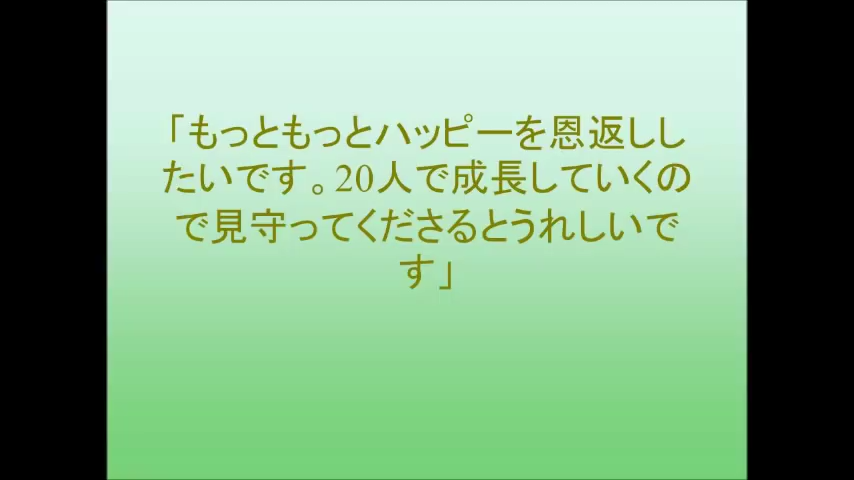 「もっともっとハッピーを恩返しし
たいです。20人で成長していくの
で見守ってくださるとうれしいで
す」